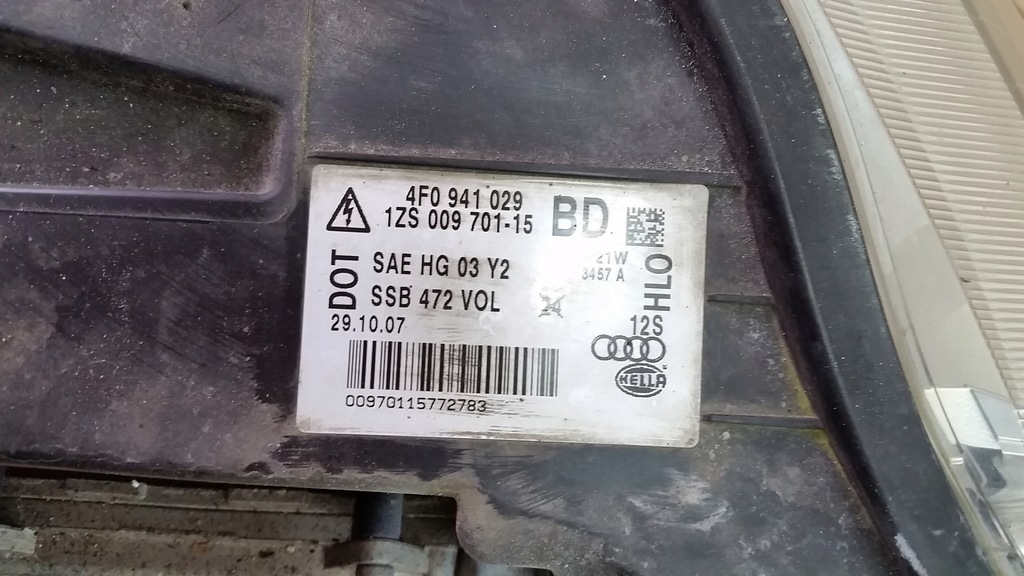 4F0 941 029
1ZS 009 701-15 BD
DOT
SAE HG 03 Y2
SSB 472 VOL
29.10.07
21W
3457 A
HLO
12S
HELLA
00970115772783